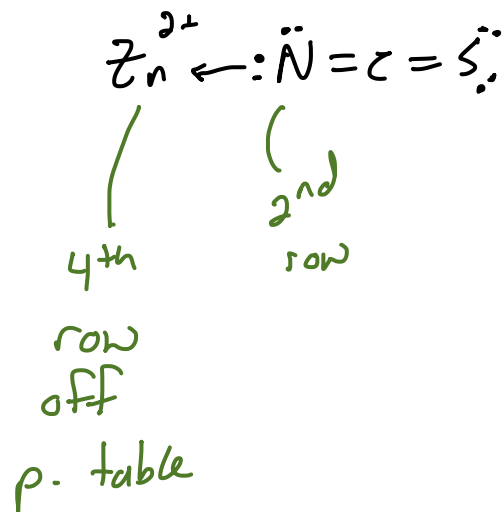 Zn²⁺ ← :N̈ = C = S̤̈
4th
row
off
p. table
2nd
row